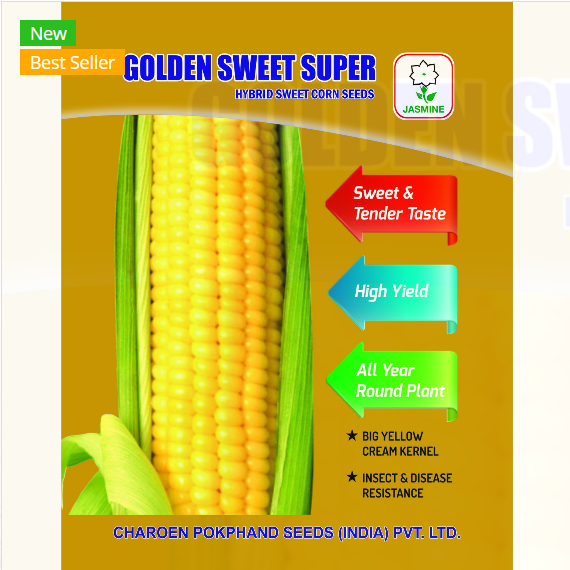 New
Best Seller
GOLDEN SWEET SUPER
HYBRID SWEET CORN SEEDS
JASMINE
Sweet &
Tender Taste
High Yield
All Year
Round Plant
★ BIG YELLOW
CREAM KERNEL
★ INSECT & DISEASE
RESISTANCE
CHAROEN POKPHAND SEEDS (INDIA) PVT. LTD.